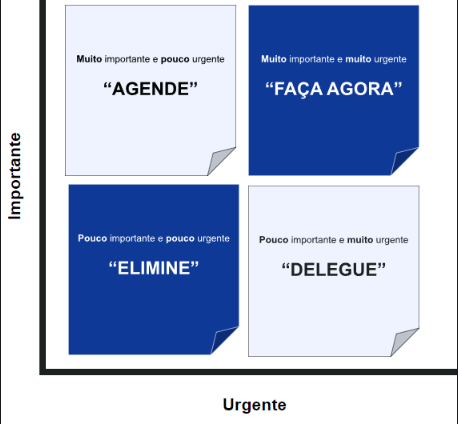 Muito importante e pouco urgente
“AGENDE”
Muito importante e muito urgente
“FAÇA AGORA”
Importante
Pouco importante e pouco urgente
“ELIMINE”
Pouco importante e muito urgente
“DELEGUE”
Urgente